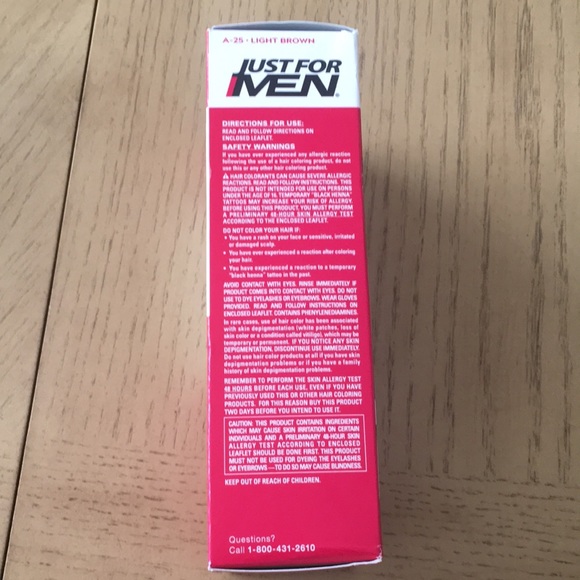 A-25 • LIGHT BROWN
JUST FOR
MEN®
DIRECTIONS FOR USE:
READ AND FOLLOW DIRECTIONS ON
ENCLOSED LEAFLET.
SAFETY WARNINGS
If you have ever experienced any allergic reaction
following the use of a hair coloring product, do not
use this or any other hair coloring product.
⚠ HAIR COLORANTS CAN CAUSE SEVERE ALLERGIC
REACTIONS. READ AND FOLLOW INSTRUCTIONS. THIS
PRODUCT IS NOT INTENDED FOR USE ON PERSONS
UNDER THE AGE OF 16. TEMPORARY "BLACK HENNA"
TATTOOS MAY INCREASE YOUR RISK OF ALLERGY.
BEFORE USING THIS PRODUCT, YOU MUST PERFORM
A PRELIMINARY 48-HOUR SKIN ALLERGY TEST
ACCORDING TO THE ENCLOSED LEAFLET.
DO NOT COLOR YOUR HAIR IF:
• You have a rash on your face or sensitive, irritated
or damaged scalp.
• You have ever experienced a reaction after coloring
your hair.
• You have experienced a reaction to a temporary
"black henna" tattoo in the past.
AVOID CONTACT WITH EYES. RINSE IMMEDIATELY IF
PRODUCT COMES INTO CONTACT WITH EYES. DO NOT
USE TO DYE EYELASHES OR EYEBROWS. WEAR GLOVES
PROVIDED. READ AND FOLLOW INSTRUCTIONS ON
ENCLOSED LEAFLET. CONTAINS PHENYLENEDIAMINES.
In rare cases, use of hair color has been associated
with skin depigmentation (white patches, loss of
skin color or a condition called vitiligo), which may be
temporary or permanent. IF YOU NOTICE ANY SKIN
DEPIGMENTATION, DISCONTINUE USE IMMEDIATELY.
Do not use hair color products at all if you have skin
depigmentation problems or if you have a family
history of skin depigmentation problems.
REMEMBER TO PERFORM THE SKIN ALLERGY TEST
48 HOURS BEFORE EACH USE, EVEN IF YOU HAVE
PREVIOUSLY USED THIS OR OTHER HAIR COLORING
PRODUCTS. FOR THIS REASON BUY THIS PRODUCT
TWO DAYS BEFORE YOU INTEND TO USE IT.
CAUTION: THIS PRODUCT CONTAINS INGREDIENTS
WHICH MAY CAUSE SKIN IRRITATION ON CERTAIN
INDIVIDUALS AND A PRELIMINARY 48-HOUR SKIN
ALLERGY TEST ACCORDING TO ENCLOSED
LEAFLET SHOULD BE DONE FIRST. THIS PRODUCT
MUST NOT BE USED FOR DYEING THE EYELASHES
OR EYEBROWS—TO DO SO MAY CAUSE BLINDNESS.
KEEP OUT OF REACH OF CHILDREN.
Questions?
Call 1-800-431-2610